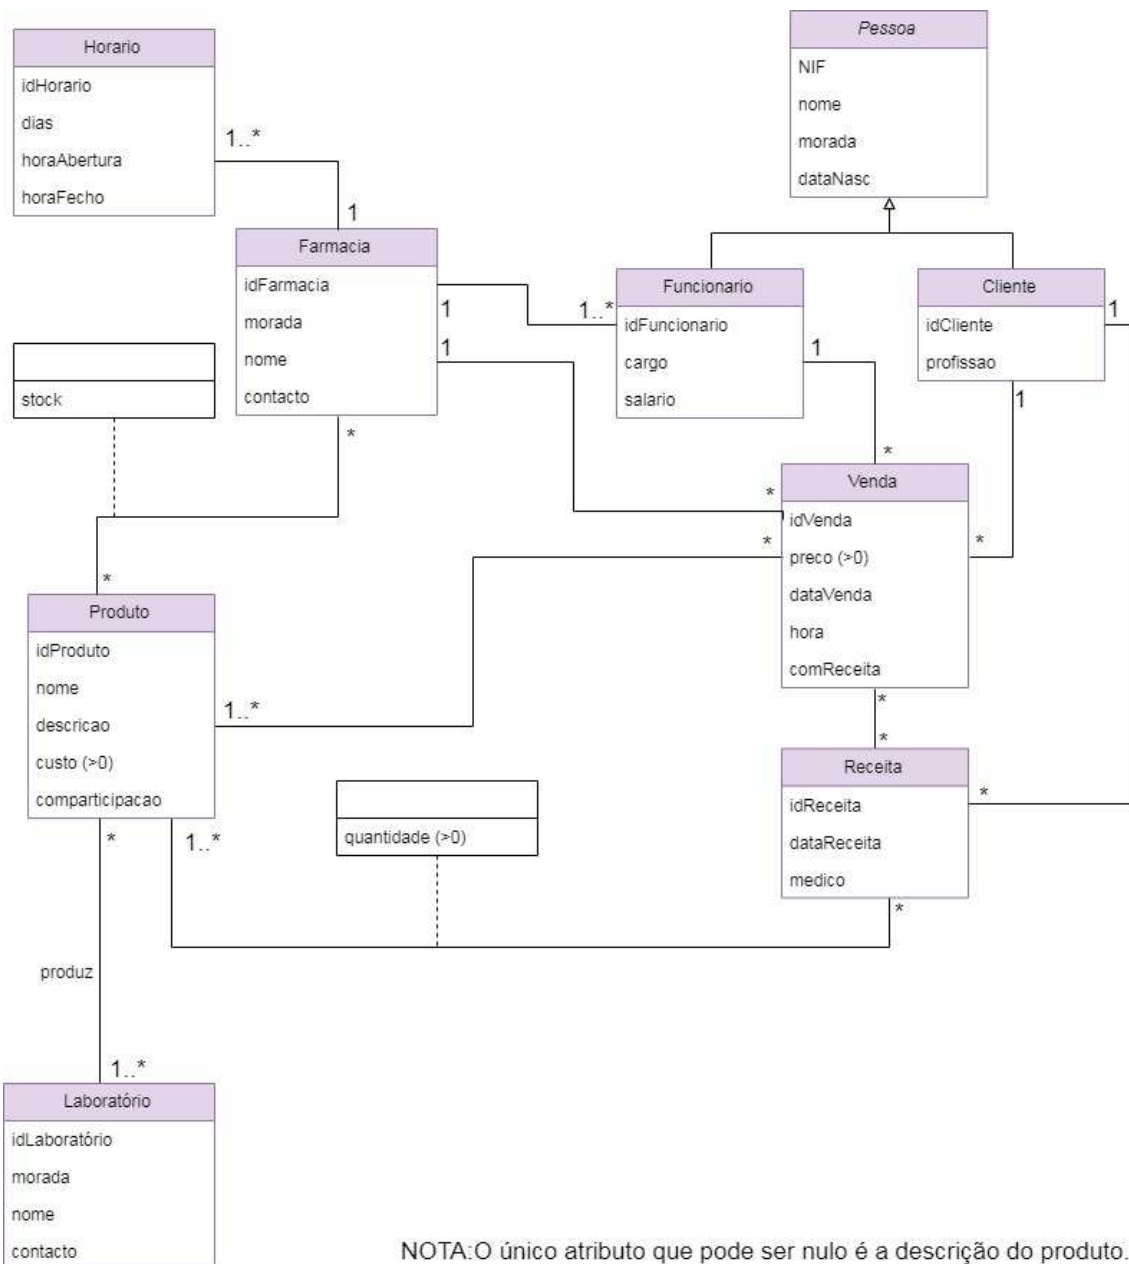 Horario
idHorario
dias
horaAbertura
horaFecho
1..*
1
Pessoa
NIF
nome
morada
dataNasc
Farmacia
idFarmacia
morada
nome
contacto
1
1
*
1..*
Funcionario
idFuncionario
cargo
salario
1
*
Cliente
idCliente
profissao
1
1
stock
*
Venda
idVenda
preco (>0)
dataVenda
hora
comReceita
*
*
*
*
*
Produto
idProduto
nome
descricao
custo (>0)
comparticipacao
1..*
*
1..*
quantidade (>0)
Receita
idReceita
dataReceita
medico
*
*
produz
1..*
Laboratório
idLaboratório
morada
nome
contacto
NOTA:O único atributo que pode ser nulo é a descrição do produto.